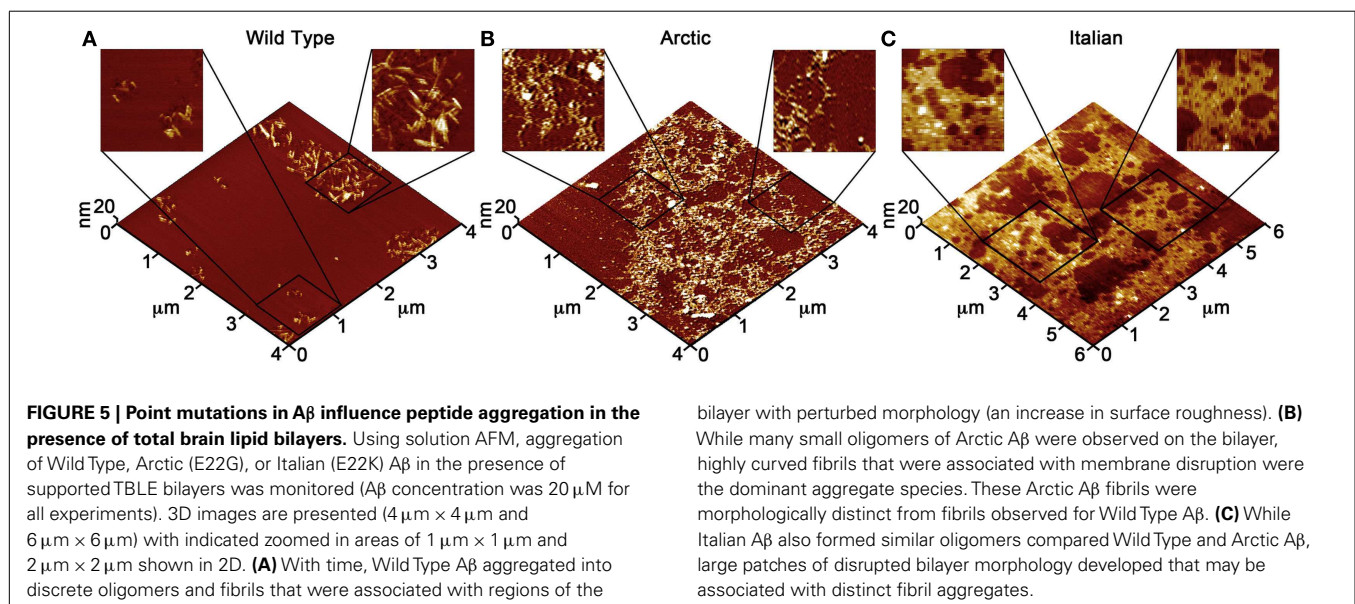 A Wild Type B Arctic C Italian
nm 20 0 1 2 3 4 μm 0 1 2 3 4 μm
nm 20 0 1 2 3 4 μm 0 1 2 3 4 μm
nm 20 0 1 2 3 4 5 6 μm 0 1 2 3 4 5 6 μm
FIGURE 5 | Point mutations in Aβ influence peptide aggregation in the
presence of total brain lipid bilayers. Using solution AFM, aggregation
of Wild Type, Arctic (E22G), or Italian (E22K) Aβ in the presence of
supported TBLE bilayers was monitored (Aβ concentration was 20 μM for
all experiments). 3D images are presented (4 μm × 4 μm and
6 μm × 6 μm) with indicated zoomed in areas of 1 μm × 1 μm and
2 μm × 2 μm shown in 2D. (A) With time, Wild Type Aβ aggregated into
discrete oligomers and fibrils that were associated with regions of the
bilayer with perturbed morphology (an increase in surface roughness). (B)
While many small oligomers of Arctic Aβ were observed on the bilayer,
highly curved fibrils that were associated with membrane disruption were
the dominant aggregate species. These Arctic Aβ fibrils were
morphologically distinct from fibrils observed for Wild Type Aβ. (C) While
Italian Aβ also formed similar oligomers compared Wild Type and Arctic Aβ,
large patches of disrupted bilayer morphology developed that may be
associated with distinct fibril aggregates.